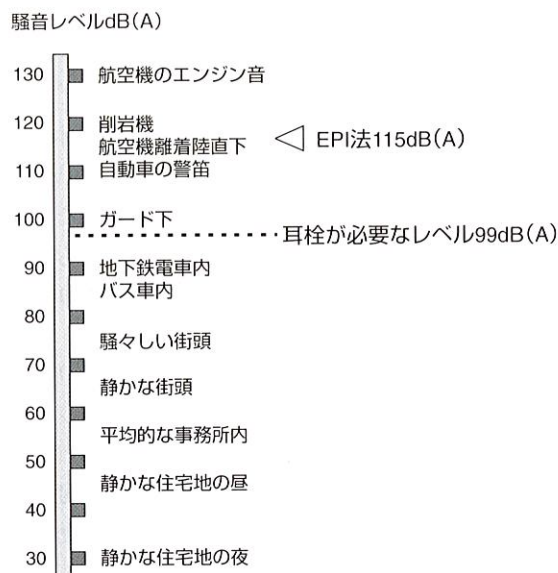 騒音レベルdB(A)
130 航空機のエンジン音
120 削岩機
航空機離着陸直下
◁ EPI法115dB(A)
110 自動車の警笛
100 ガード下
耳栓が必要なレベル99dB(A)
90 地下鉄電車内
バス車内
80
騒々しい街頭
70
静かな街頭
60
平均的な事務所内
50
静かな住宅地の昼
40
30 静かな住宅地の夜